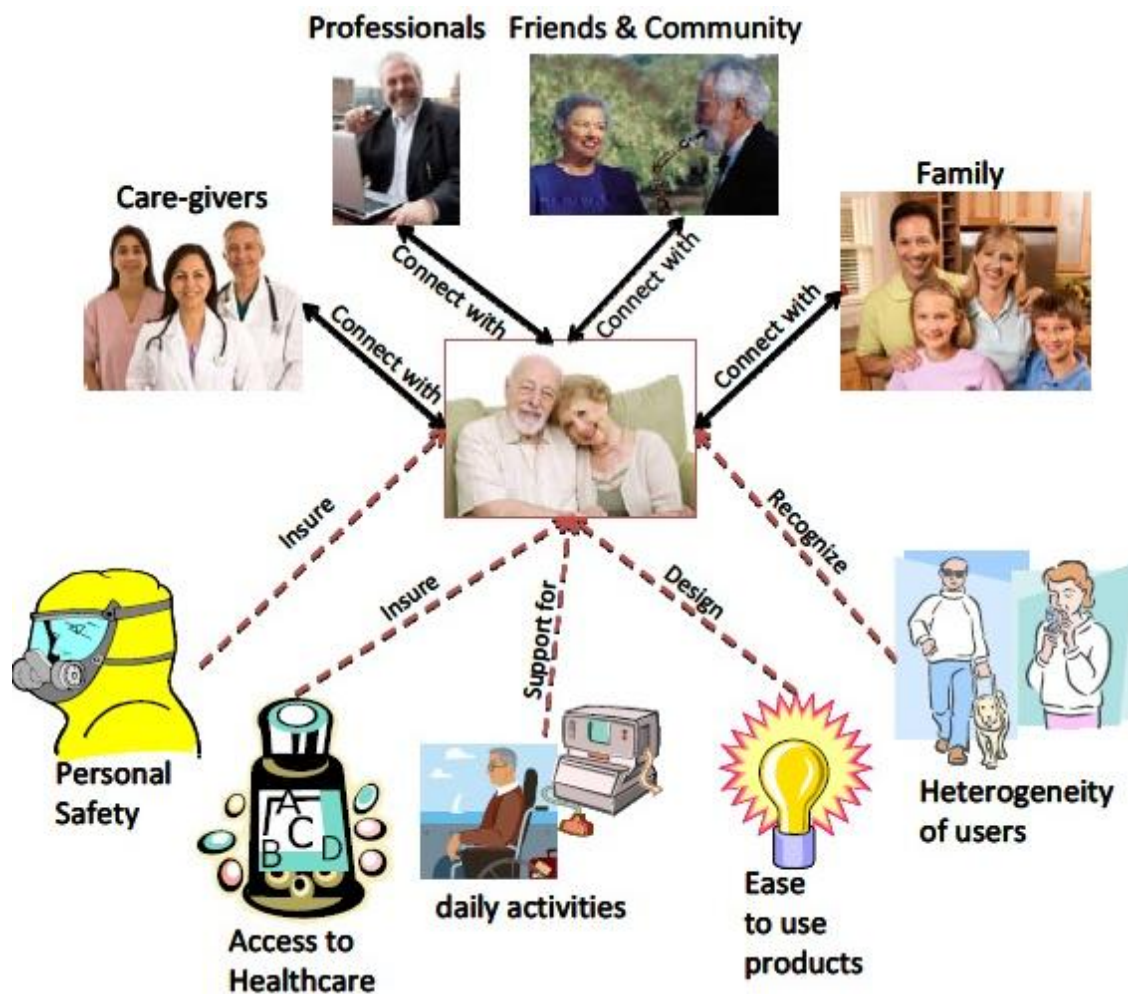 Professionals
Friends & Community
Care-givers
Family
Connect with
Connect with
Connect with
Connect with
Insure
Insure
Support for
Design
Recognize
Personal
Safety
A
C
B D
Access to
Healthcare
daily activities
Ease
to use
products
Heterogeneity
of users